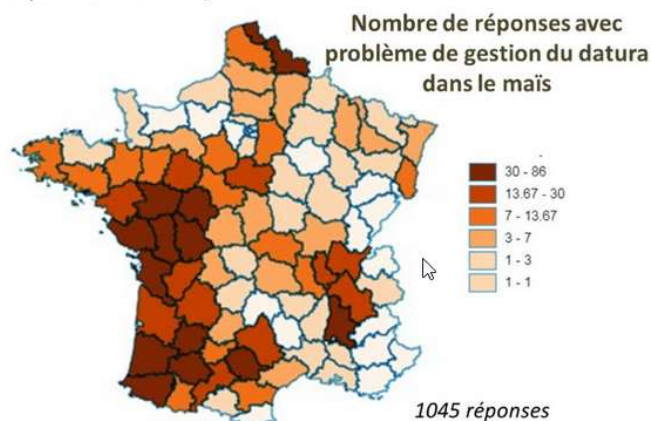 Nombre de réponses avec
problème de gestion du datura
dans le maïs
30 - 86
13.67 - 30
7 - 13.67
3 - 7
1 - 3
1 - 1
1045 réponses